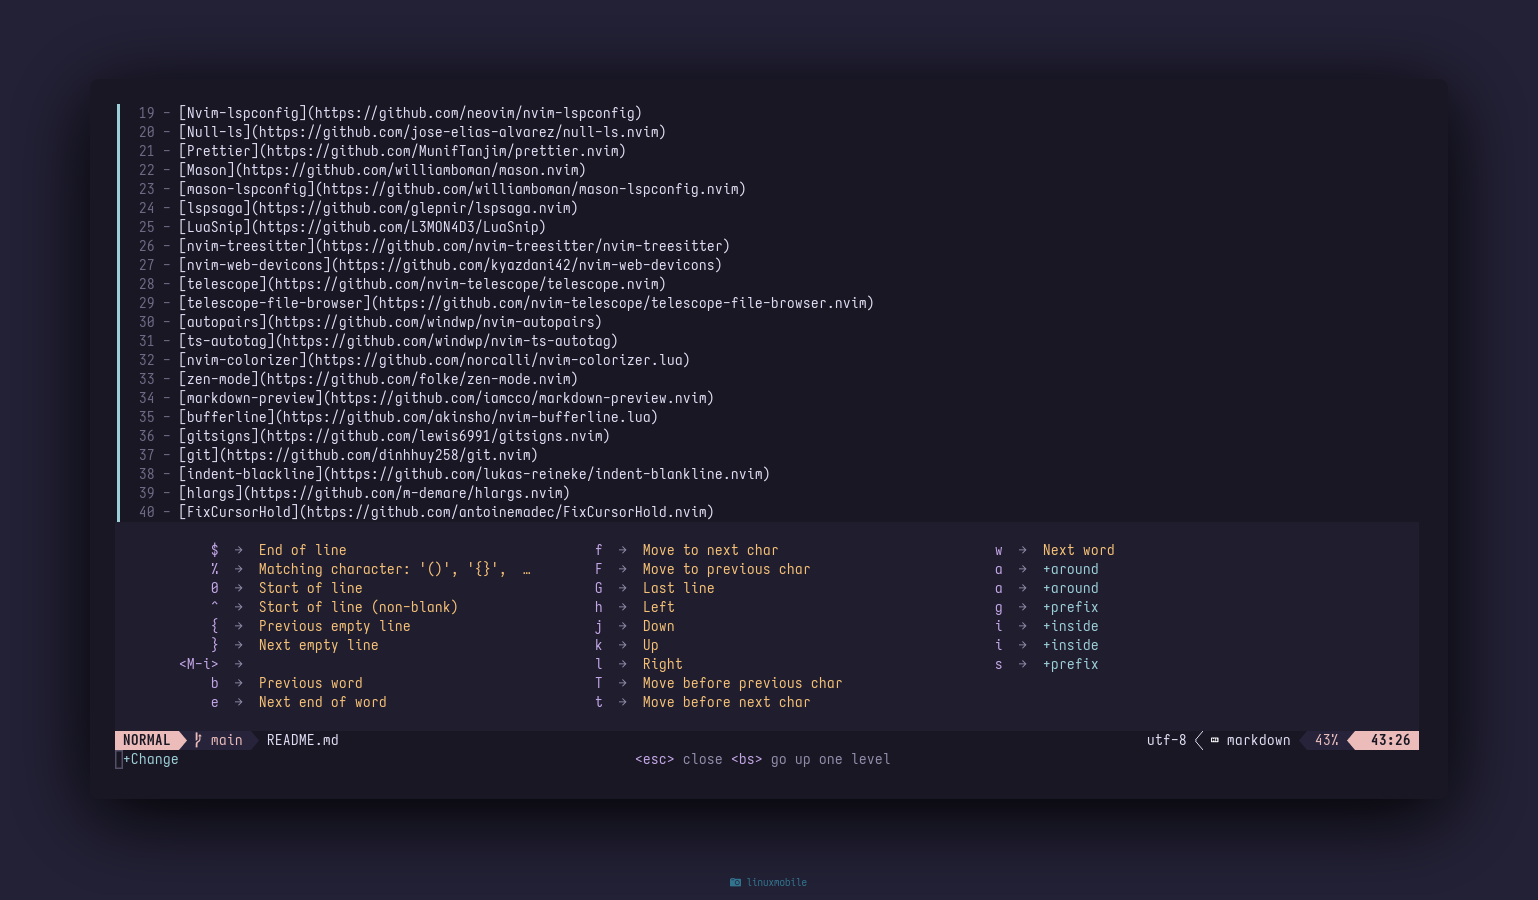 19 - [Nvim-lspconfig](https://github.com/neovim/nvim-lspconfig)
20 - [Null-ls](https://github.com/jose-elias-alvarez/null-ls.nvim)
21 - [Prettier](https://github.com/MunifTanjim/prettier.nvim)
22 - [Mason](https://github.com/williamboman/mason.nvim)
23 - [mason-lspconfig](https://github.com/williamboman/mason-lspconfig.nvim)
24 - [lspsaga](https://github.com/glepnir/lspsaga.nvim)
25 - [LuaSnip](https://github.com/L3MON4D3/LuaSnip)
26 - [nvim-treesitter](https://github.com/nvim-treesitter/nvim-treesitter)
27 - [nvim-web-devicons](https://github.com/kyazdani42/nvim-web-devicons)
28 - [telescope](https://github.com/nvim-telescope/telescope.nvim)
29 - [telescope-file-browser](https://github.com/nvim-telescope/telescope-file-browser.nvim)
30 - [autopairs](https://github.com/windwp/nvim-autopairs)
31 - [ts-autotag](https://github.com/windwp/nvim-ts-autotag)
32 - [nvim-colorizer](https://github.com/norcalli/nvim-colorizer.lua)
33 - [zen-mode](https://github.com/folke/zen-mode.nvim)
34 - [markdown-preview](https://github.com/iamcco/markdown-preview.nvim)
35 - [bufferline](https://github.com/akinsho/nvim-bufferline.lua)
36 - [gitsigns](https://github.com/lewis6991/gitsigns.nvim)
37 - [git](https://github.com/dinhhuy258/git.nvim)
38 - [indent-blackline](https://github.com/lukas-reineke/indent-blankline.nvim)
39 - [hlargs](https://github.com/m-demare/hlargs.nvim)
40 - [FixCursorHold](https://github.com/antoinemadec/FixCursorHold.nvim)
$ → End of line f → Move to next char w → Next word
% → Matching character: '()', '{}', … F → Move to previous char a → +around
0 → Start of line G → Last line a → +around
^ → Start of line (non-blank) h → Left g → +prefix
{ → Previous empty line j → Down i → +inside
} → Next empty line k → Up i → +inside
<M-i> → l → Right s → +prefix
b → Previous word T → Move before previous char
e → Next end of word t → Move before next char
NORMAL main README.md utf-8 markdown 43% 43:26
+Change <esc> close <bs> go up one level
linuxmobile